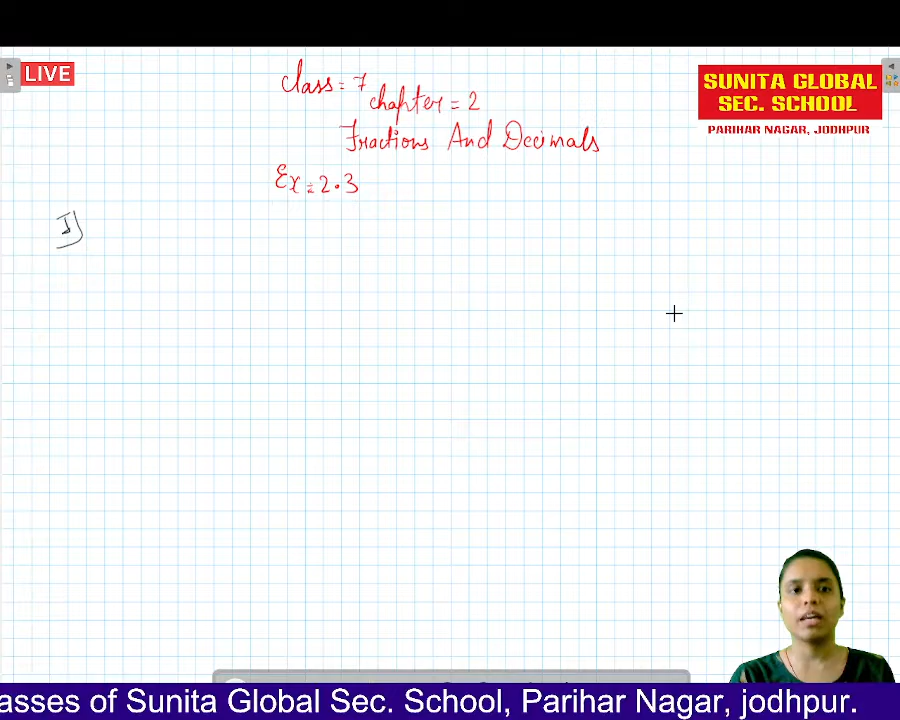 LIVE
class = 7
chapter = 2
Fractions And Decimals
Ex :- 2.3
SUNITA GLOBAL
SEC. SCHOOL
PARIHAR NAGAR, JODHPUR
asses of Sunita Global Sec. School, Parihar Nagar, jodhpur.